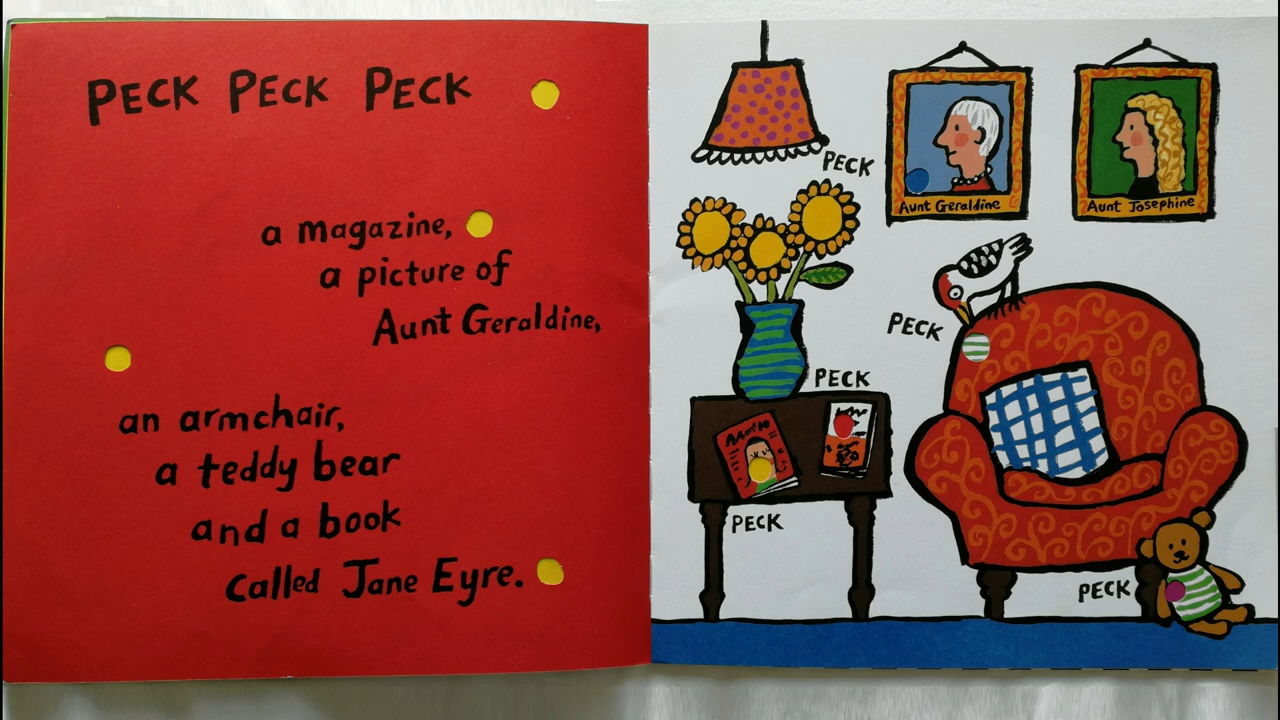 PECK PECK PECK
a magazine,
a picture of
Aunt Geraldine,
an armchair,
a teddy bear
and a book
called Jane Eyre.
PECK
Aunt Geraldine
Aunt Josephine
PECK
PECK
PECK
PECK